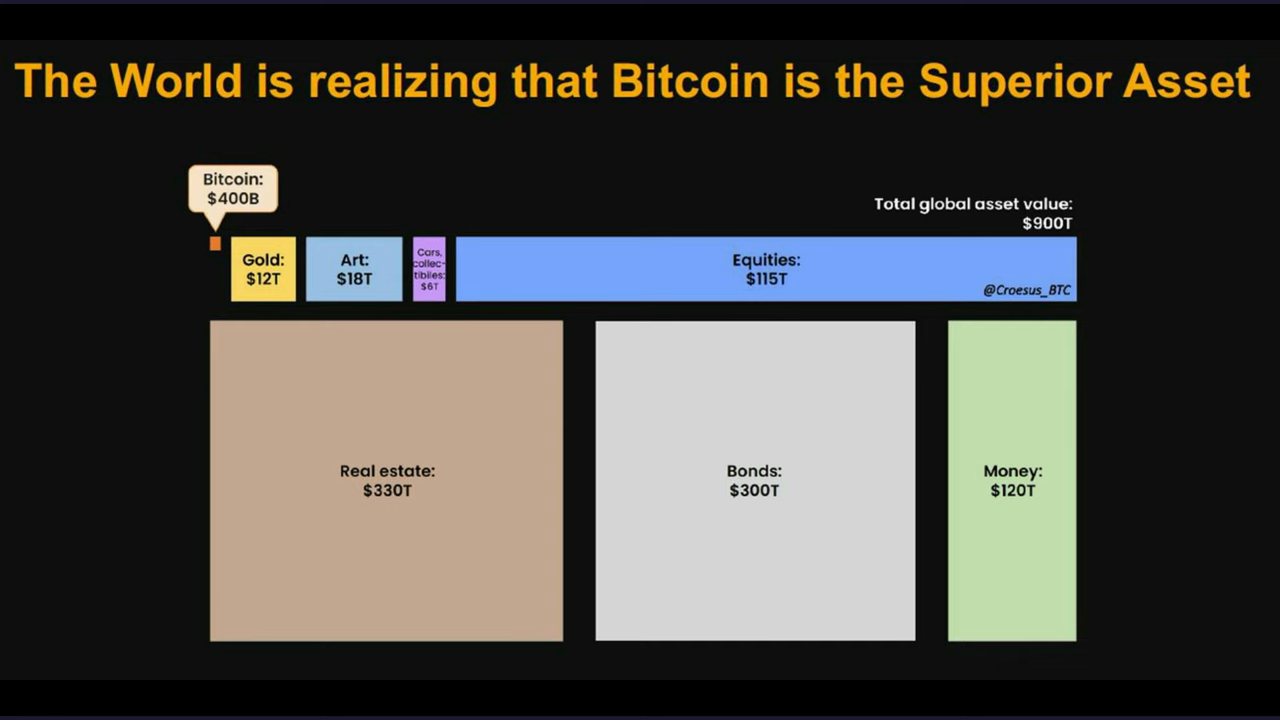 The World is realizing that Bitcoin is the Superior Asset
Bitcoin:
$400B
Total global asset value:
$900T
Gold:
$12T
Art:
$18T
Cars,
collec-
tibiles:
$6T
Equities:
$115T
@Croesus_BTC
Real estate:
$330T
Bonds:
$300T
Money:
$120T